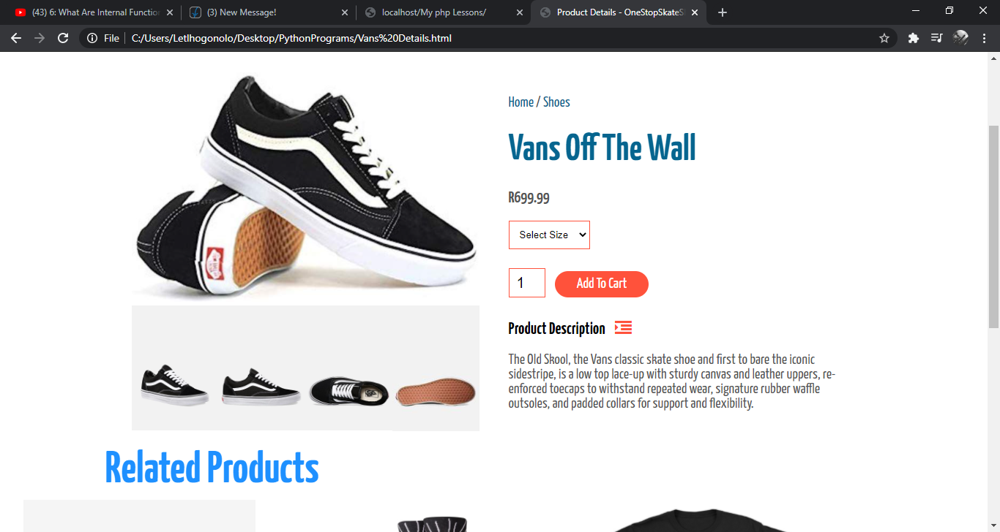 (43) 6: What Are Internal Functio
(3) New Message!
localhost/My php Lessons/
Product Details - OneStopSkateS
File
C:/Users/Letlhogonolo/Desktop/PythonPrograms/Vans%20Details.html
Home / Shoes
Vans Off The Wall
R699.99
Select Size
1
Add To Cart
Product Description
The Old Skool, the Vans classic skate shoe and first to bare the iconic
sidestripe, is a low top lace-up with sturdy canvas and leather uppers, re-
enforced toecaps to withstand repeated wear, signature rubber waffle
outsoles, and padded collars for support and flexibility.
Related Products